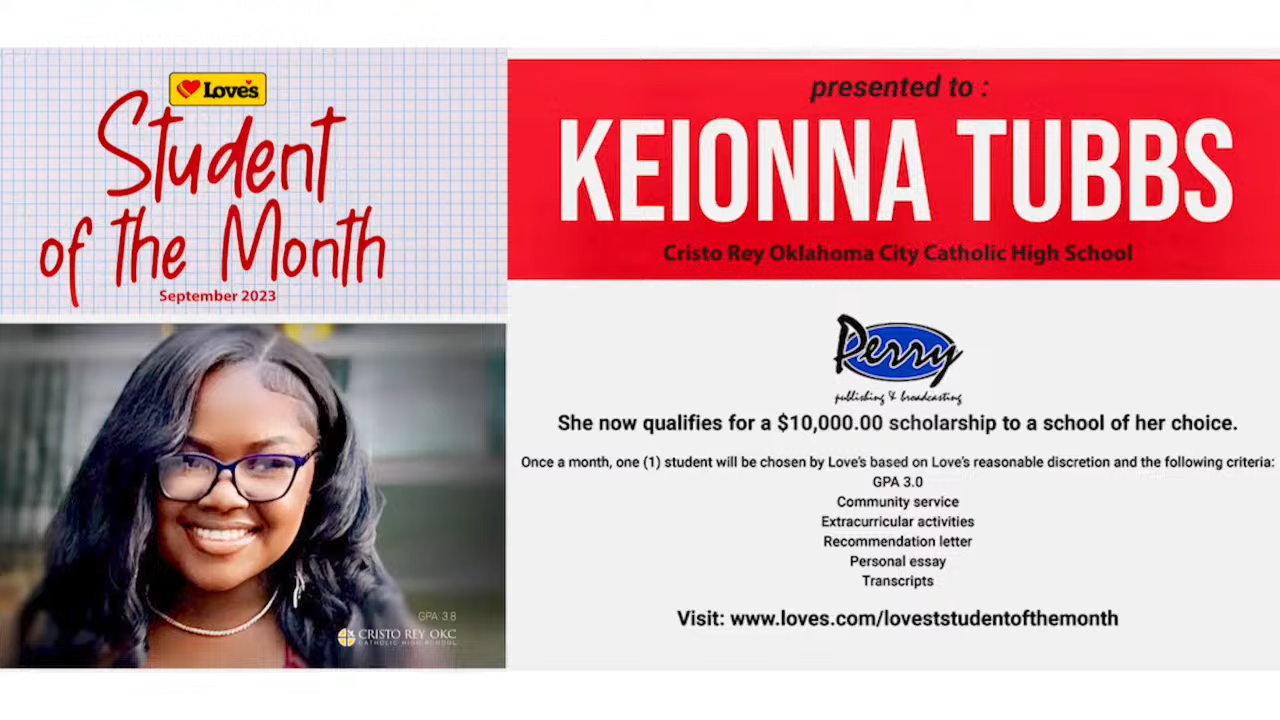 Love's
Student
of the Month
September 2023
GPA 3.8
CRISTO REY OKC
CATHOLIC HIGH SCHOOL
presented to :
KEIONNA TUBBS
Cristo Rey Oklahoma City Catholic High School
Perry
publishing & broadcasting
She now qualifies for a $10,000.00 scholarship to a school of her choice.
Once a month, one (1) student will be chosen by Love's based on Love's reasonable discretion and the following criteria:
GPA 3.0
Community service
Extracurricular activities
Recommendation letter
Personal essay
Transcripts
Visit: www.loves.com/loveststudentofthemonth